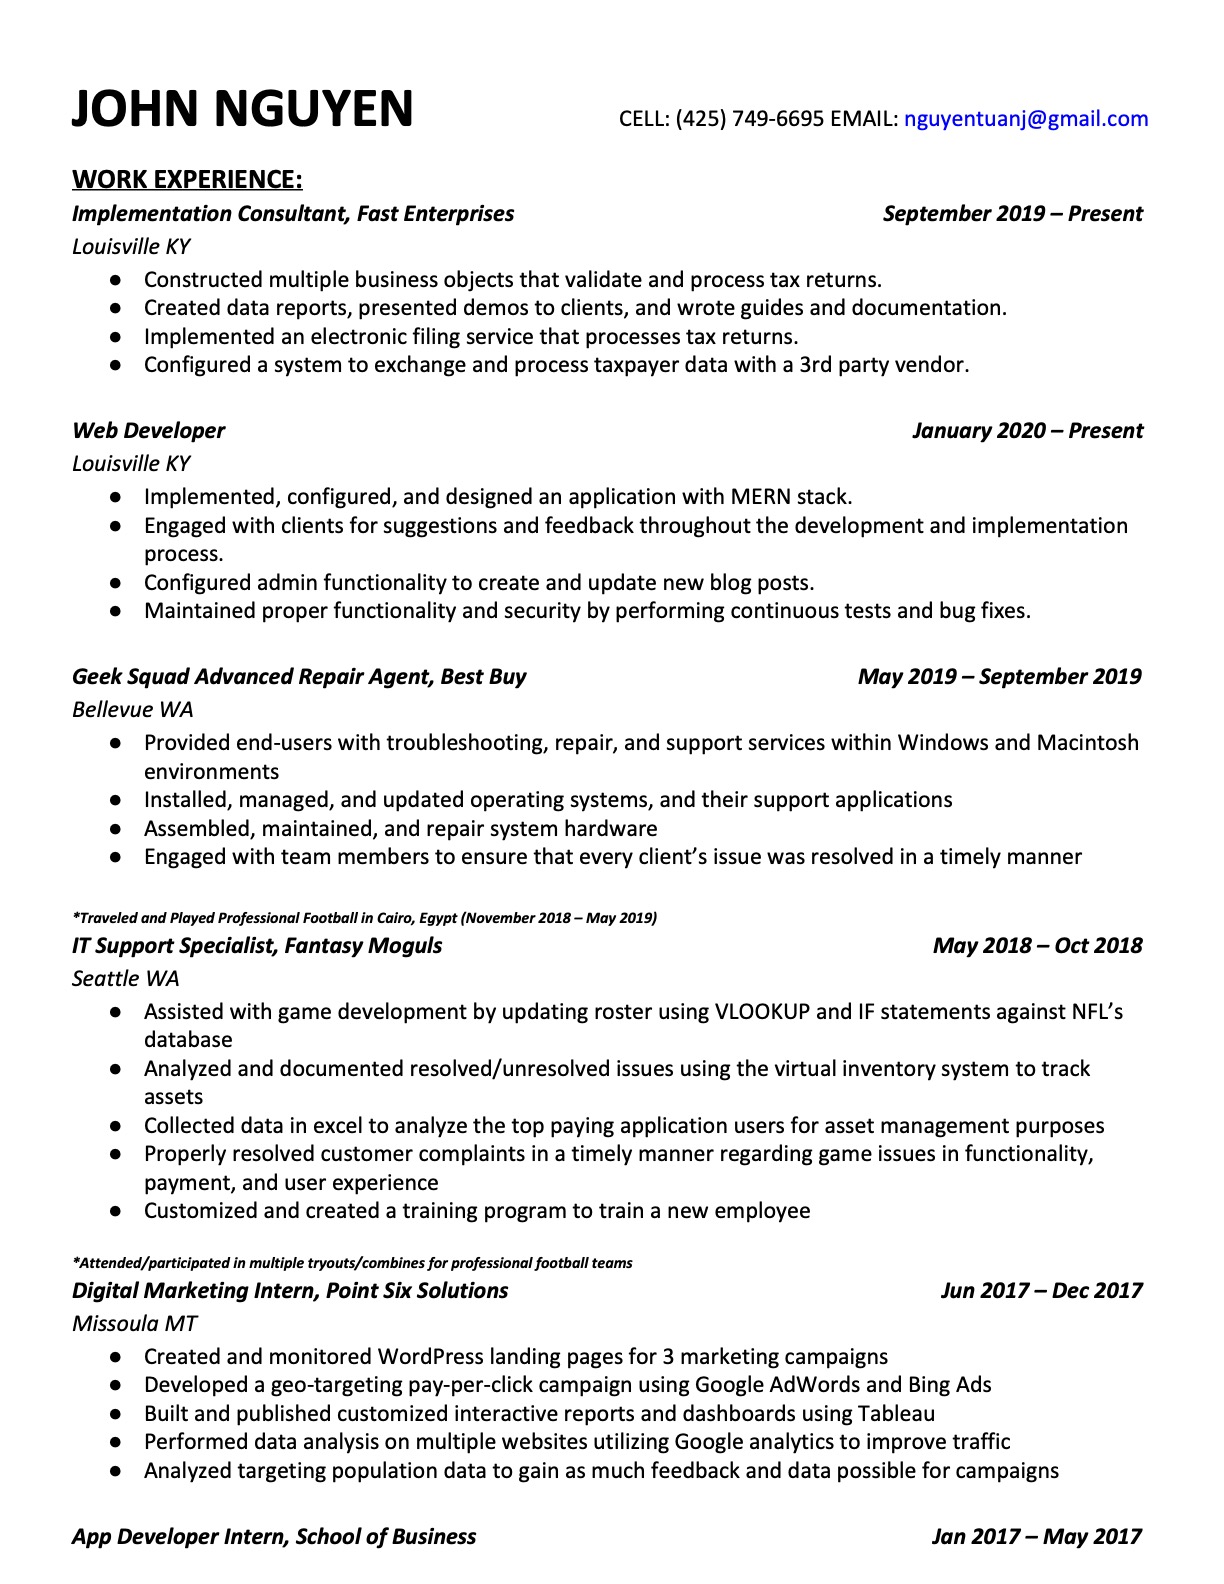 JOHN NGUYEN CELL: (425) 749-6695 EMAIL: nguyentuanj@gmail.com
WORK EXPERIENCE:
Implementation Consultant, Fast Enterprises September 2019 – Present
Louisville KY
● Constructed multiple business objects that validate and process tax returns.
● Created data reports, presented demos to clients, and wrote guides and documentation.
● Implemented an electronic filing service that processes tax returns.
● Configured a system to exchange and process taxpayer data with a 3rd party vendor.
Web Developer January 2020 – Present
Louisville KY
● Implemented, configured, and designed an application with MERN stack.
● Engaged with clients for suggestions and feedback throughout the development and implementation
process.
● Configured admin functionality to create and update new blog posts.
● Maintained proper functionality and security by performing continuous tests and bug fixes.
Geek Squad Advanced Repair Agent, Best Buy May 2019 – September 2019
Bellevue WA
● Provided end-users with troubleshooting, repair, and support services within Windows and Macintosh
environments
● Installed, managed, and updated operating systems, and their support applications
● Assembled, maintained, and repair system hardware
● Engaged with team members to ensure that every client’s issue was resolved in a timely manner
*Traveled and Played Professional Football in Cairo, Egypt (November 2018 – May 2019)
IT Support Specialist, Fantasy Moguls May 2018 – Oct 2018
Seattle WA
● Assisted with game development by updating roster using VLOOKUP and IF statements against NFL’s
database
● Analyzed and documented resolved/unresolved issues using the virtual inventory system to track
assets
● Collected data in excel to analyze the top paying application users for asset management purposes
● Properly resolved customer complaints in a timely manner regarding game issues in functionality,
payment, and user experience
● Customized and created a training program to train a new employee
*Attended/participated in multiple tryouts/combines for professional football teams
Digital Marketing Intern, Point Six Solutions Jun 2017 – Dec 2017
Missoula MT
● Created and monitored WordPress landing pages for 3 marketing campaigns
● Developed a geo-targeting pay-per-click campaign using Google AdWords and Bing Ads
● Built and published customized interactive reports and dashboards using Tableau
● Performed data analysis on multiple websites utilizing Google analytics to improve traffic
● Analyzed targeting population data to gain as much feedback and data possible for campaigns
App Developer Intern, School of Business Jan 2017 – May 2017